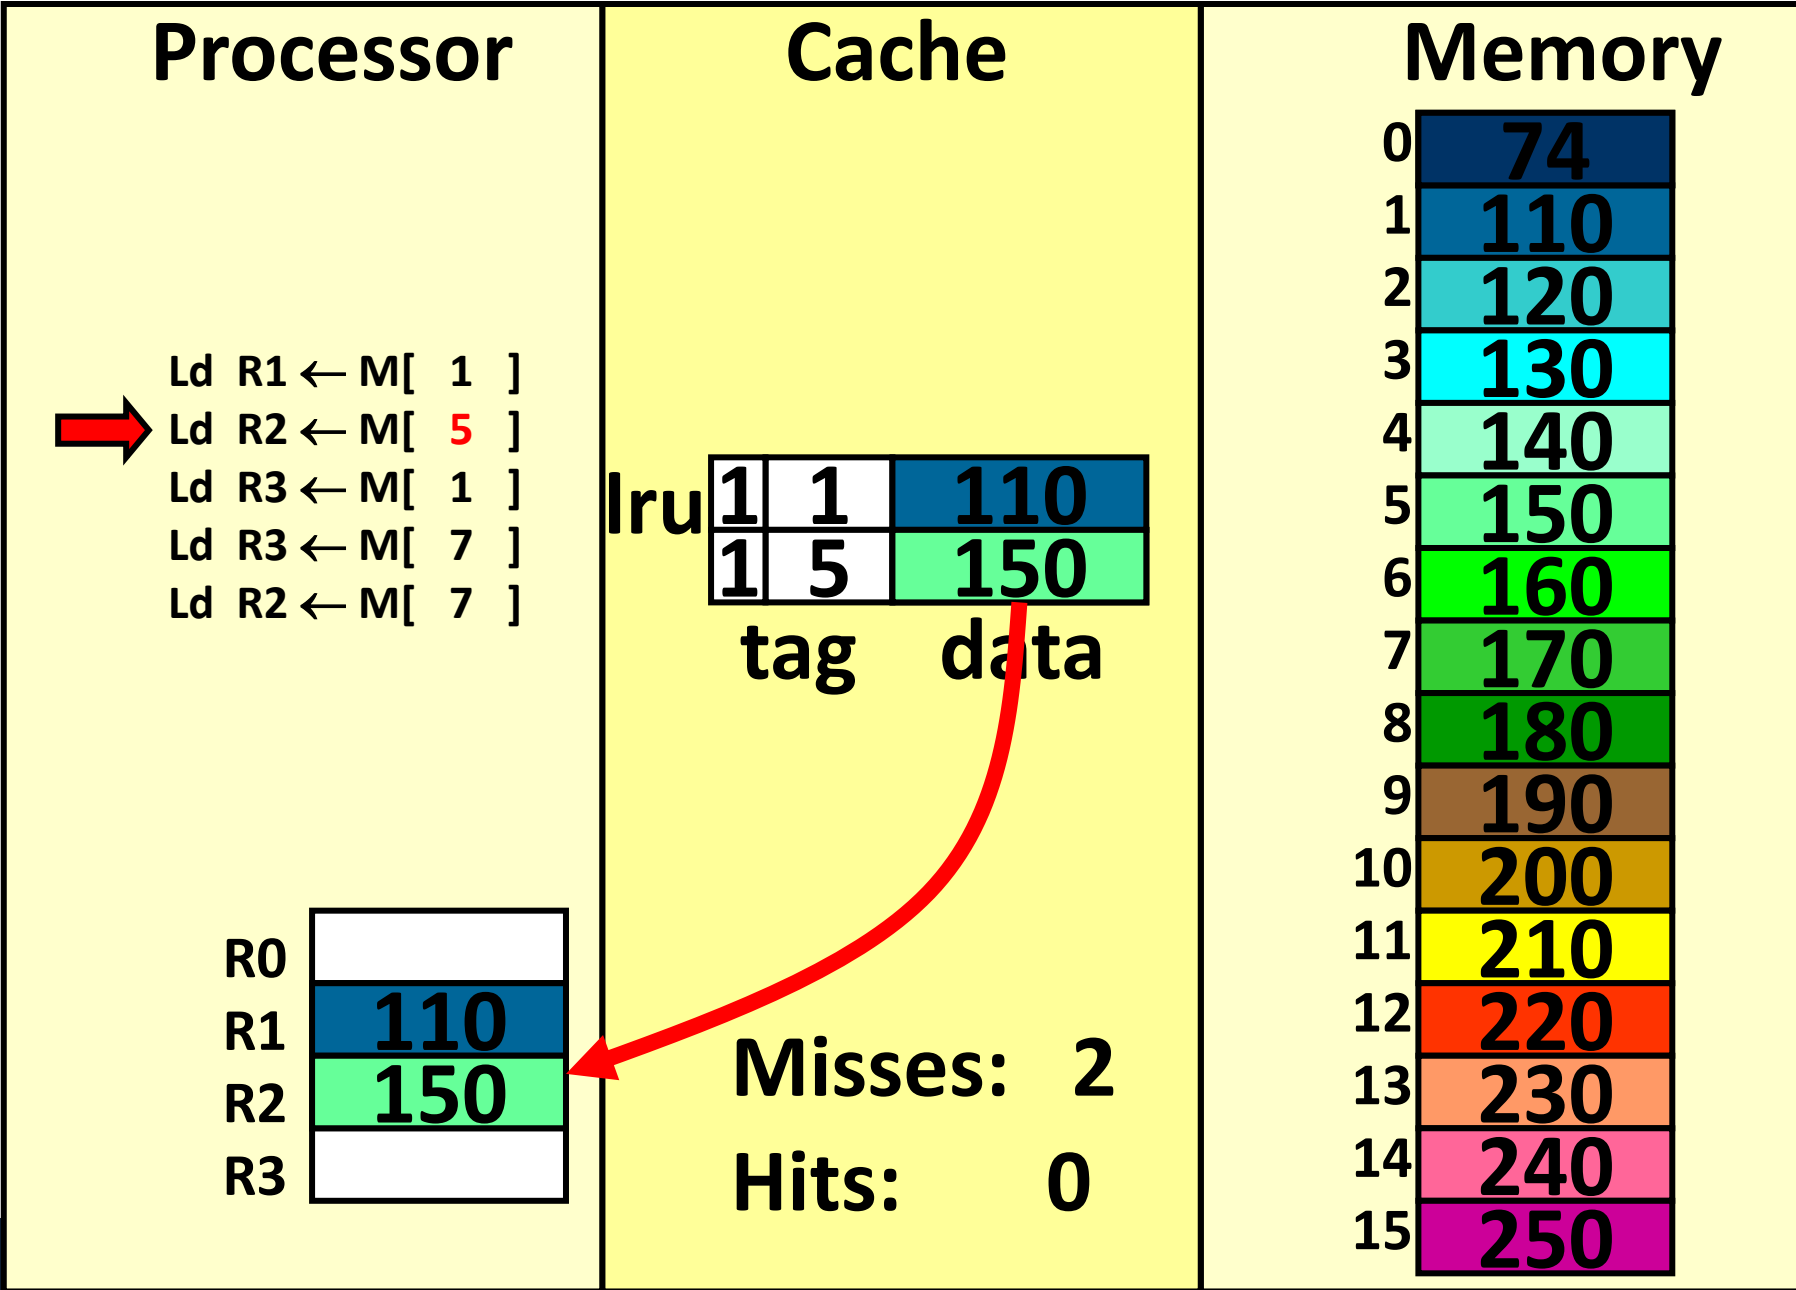 Processor
Ld R1 ← M[ 1 ]
Ld R2 ← M[ 5 ]
Ld R3 ← M[ 1 ]
Ld R3 ← M[ 7 ]
Ld R2 ← M[ 7 ]
R0
R1 110
R2 150
R3
Cache
lru
1 1 110
1 5 150
tag data
Misses: 2
Hits: 0
Memory
0 74
1 110
2 120
3 130
4 140
5 150
6 160
7 170
8 180
9 190
10 200
11 210
12 220
13 230
14 240
15 250